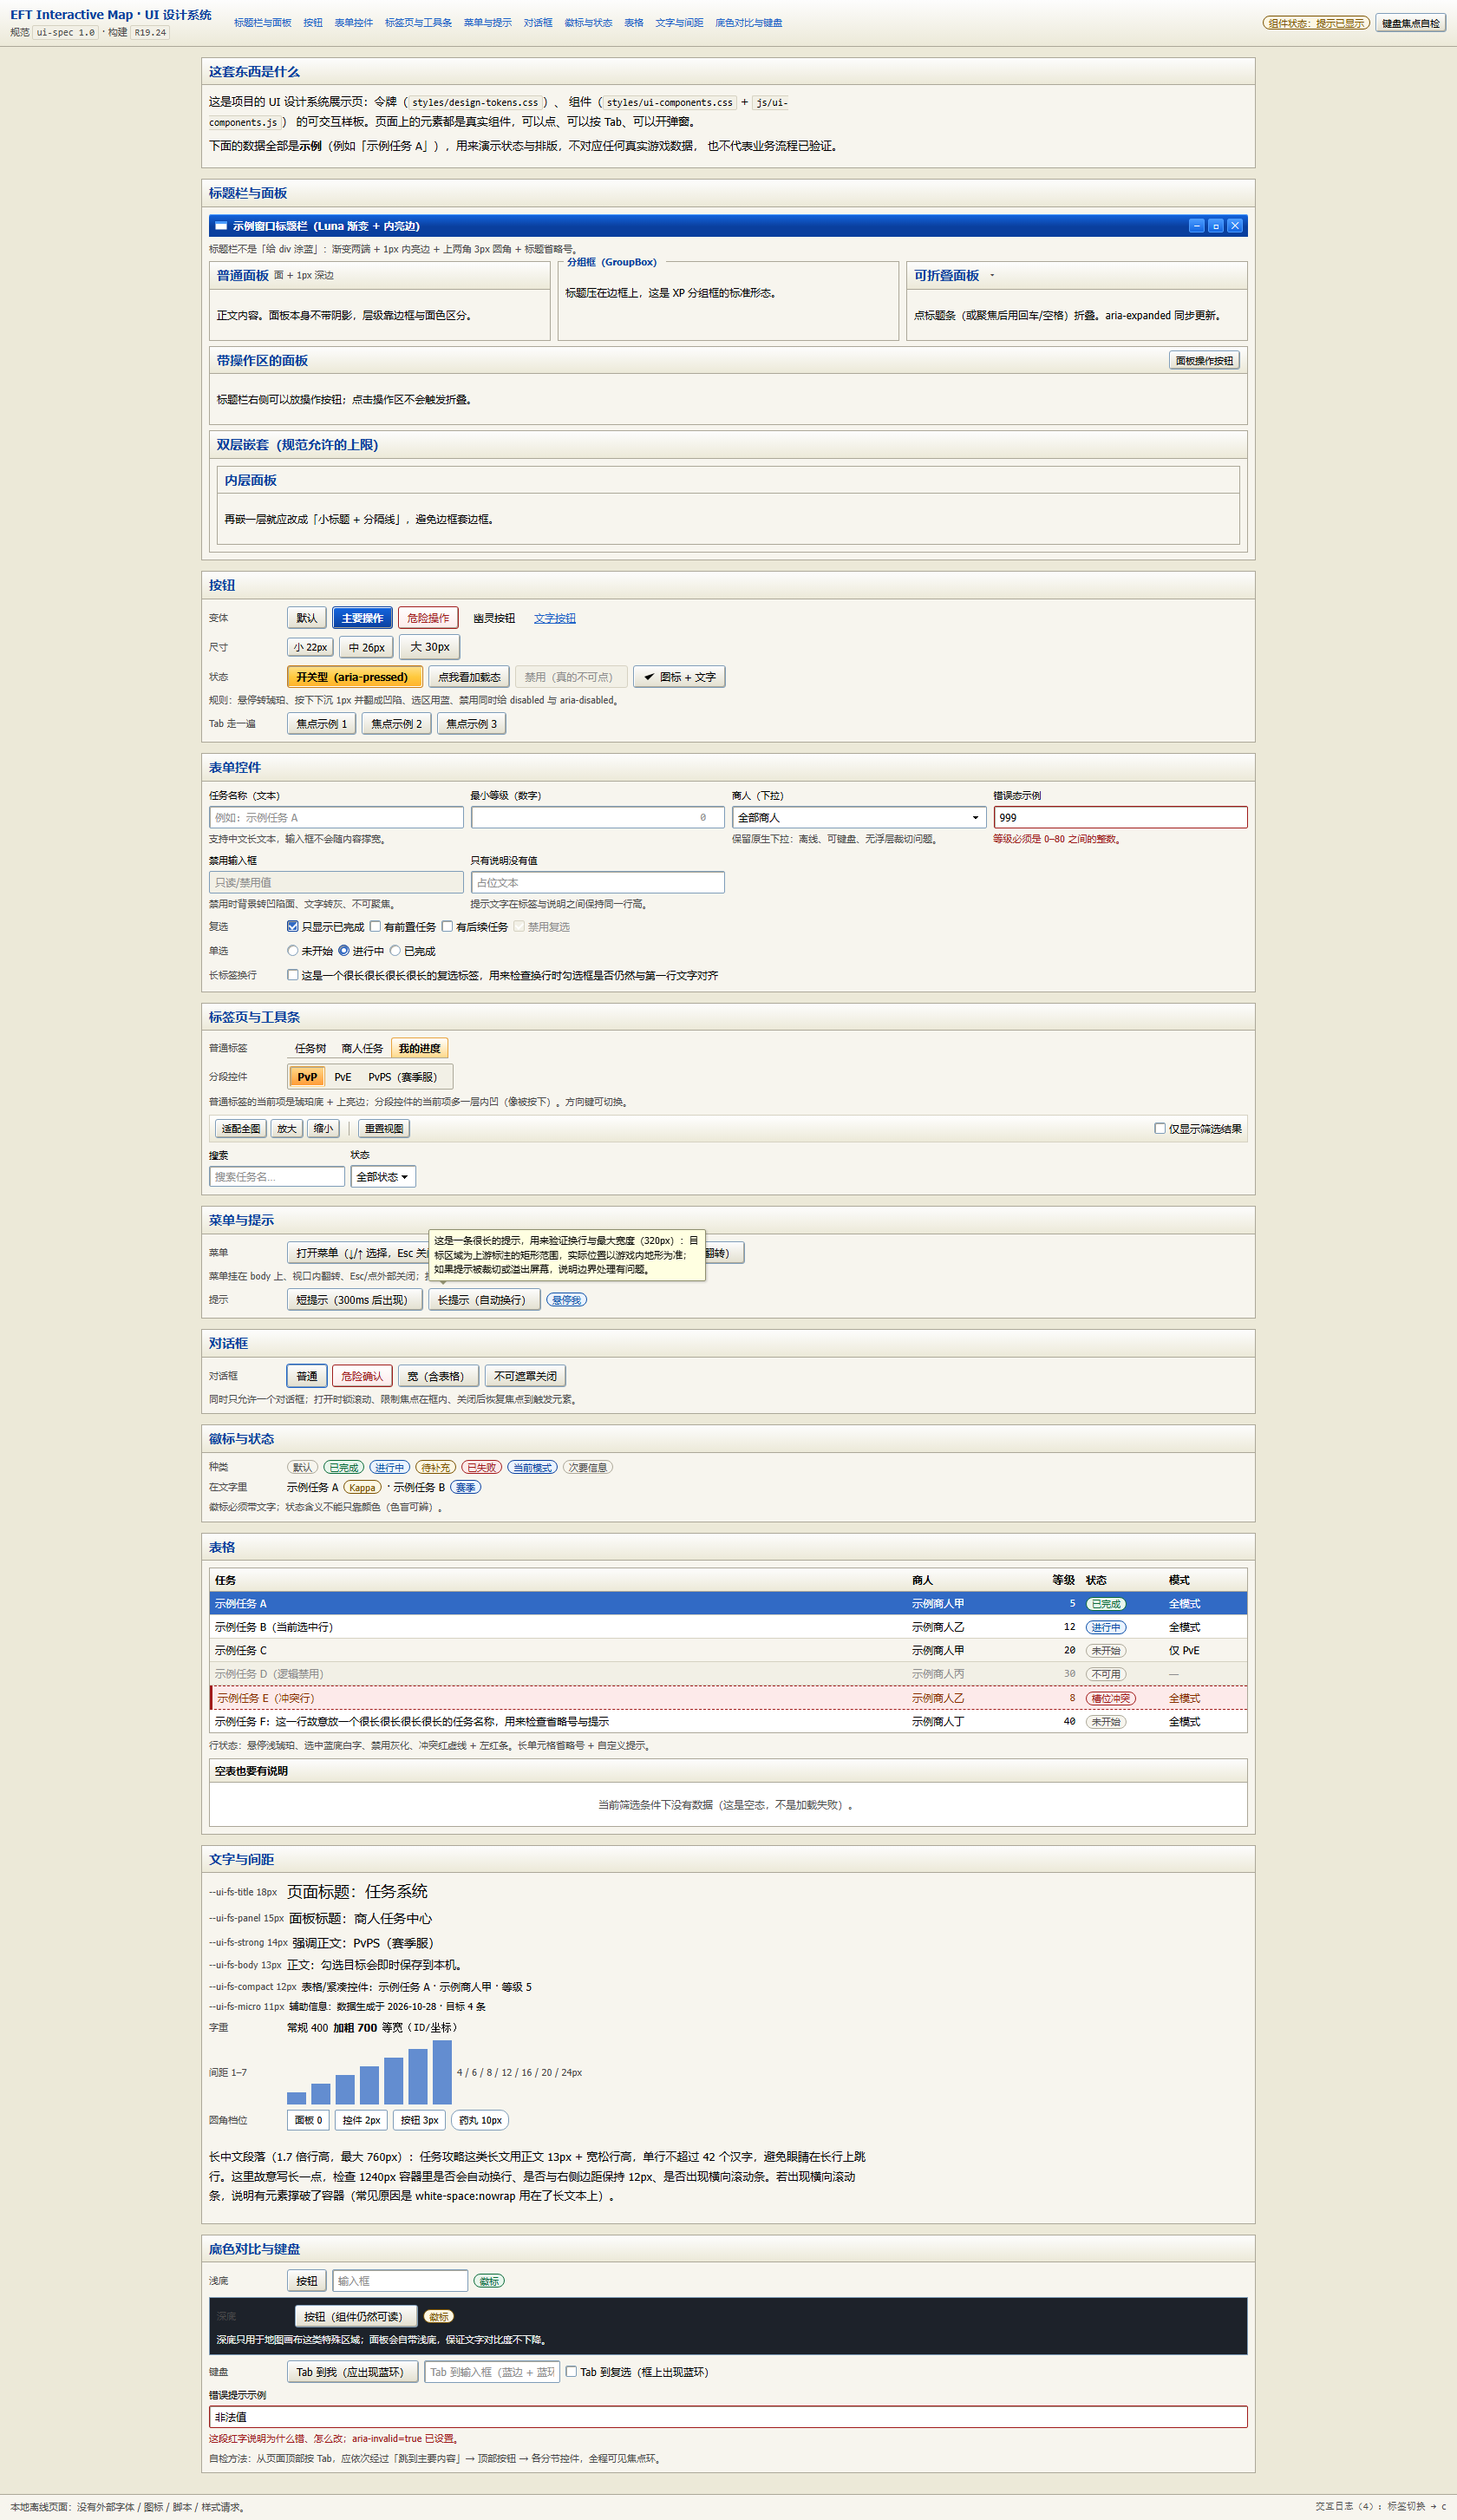 EFT Interactive Map · UI 设计系统
规范 ui-spec 1.0 · 构建 R19.24
标题栏与面板 按钮 表单控件 标签页与工具条 菜单与提示 对话框 徽标与状态 表格 文字与间距 底色对比与键盘
组件状态：提示已显示 键盘焦点自检
这套东西是什么
这是项目的 UI 设计系统展示页：令牌（styles/design-tokens.css）、 组件（styles/ui-components.css + js/ui-
components.js） 的可交互样板。页面上的元素都是真实组件，可以点、可以按 Tab、可以开弹窗。
下面的数据全部是示例（例如「示例任务 A」），用来演示状态与排版，不对应任何真实游戏数据， 也不代表业务流程已验证。
标题栏与面板
示例窗口标题栏（Luna 渐变 + 内亮边）
标题栏不是「给 div 涂蓝」：渐变两端 + 1px 内亮边 + 上两角 3px 圆角 + 标题省略号。
普通面板 面 + 1px 深边
正文内容。面板本身不带阴影，层级靠边框与面色区分。
分组框（GroupBox）
标题压在边框上，这是 XP 分组框的标准形态。
可折叠面板
点标题条（或聚焦后用回车/空格）折叠。aria-expanded 同步更新。
带操作区的面板 面板操作按钮
标题栏右侧可以放操作按钮；点击操作区不会触发折叠。
双层嵌套（规范允许的上限）
内层面板
再嵌一层就应改成「小标题 + 分隔线」，避免边框套边框。
按钮
变体 默认 主要操作 危险操作 幽灵按钮 文字按钮
尺寸 小 22px 中 26px 大 30px
状态 开关型（aria-pressed） 点我看加载态 禁用（真的不可点） ✔ 图标 + 文字
规则：悬停转琥珀、按下下沉 1px 并翻成凹陷、选区用蓝、禁用同时给 disabled 与 aria-disabled。
Tab 走一遍 焦点示例 1 焦点示例 2 焦点示例 3
表单控件
任务名称（文本） 最小等级（数字） 商人（下拉） 错误态示例
例如：示例任务 A 0 全部商人 999
支持中文长文本，输入框不会随内容撑宽。 保留原生下拉：离线、可键盘、无浮层裁切问题。 等级必须是 0–80 之间的整数。
禁用输入框 只有说明没有值
只读/禁用值 占位文本
禁用时背景转凹陷面、文字转灰、不可聚焦。 提示文字在标签与说明之间保持同一行高。
复选 只显示已完成 有前置任务 有后续任务 禁用复选
单选 未开始 进行中 已完成
长标签换行 这是一个很长很长很长很长的复选标签，用来检查换行时勾选框是否仍然与第一行文字对齐
标签页与工具条
普通标签 任务树 商人任务 我的进度
分段控件 PvP PvE PvPS（赛季服）
普通标签的当前项是琥珀底 + 上亮边；分段控件的当前项多一层内凹（像被按下）。方向键可切换。
适配全图 放大 缩小 重置视图 仅显示筛选结果
搜索 状态
搜索任务名... 全部状态
菜单与提示
这是一条很长的提示，用来验证换行与最大宽度（320px）：目
标区域为上游标注的矩形范围，实际位置以游戏内地形为准；
如果提示被裁切或溢出屏幕，说明边界处理有问题。
菜单 打开菜单（↓/↑ 选择，Esc 关 翻转）
菜单挂在 body 上、视口内翻转、Esc/点外部关闭；
提示 短提示（300ms 后出现） 长提示（自动换行） 悬停我
对话框
对话框 普通 危险确认 宽（含表格） 不可遮罩关闭
同时只允许一个对话框；打开时锁滚动、限制焦点在框内、关闭后恢复焦点到触发元素。
徽标与状态
种类 默认 已完成 进行中 待补充 已失败 当前模式 次要信息
在文字里 示例任务 A Kappa · 示例任务 B 赛季
徽标必须带文字；状态含义不能只靠颜色（色盲可辨）。
表格
任务 商人 等级 状态 模式
示例任务 A 示例商人甲 5 已完成 全模式
示例任务 B（当前选中行） 示例商人乙 12 进行中 全模式
示例任务 C 示例商人甲 20 未开始 仅 PvE
示例任务 D（逻辑禁用） 示例商人丙 30 不可用 —
示例任务 E（冲突行） 示例商人乙 8 槽位冲突 全模式
示例任务 F：这一行故意放一个很长很长很长很长的任务名称，用来检查省略号与提示 示例商人丁 40 未开始 全模式
行状态：悬停浅琥珀、选中蓝底白字、禁用灰化、冲突红虚线 + 左红条。长单元格省略号 + 自定义提示。
空表也要有说明
当前筛选条件下没有数据（这是空态，不是加载失败）。
文字与间距
--ui-fs-title 18px 页面标题：任务系统
--ui-fs-panel 15px 面板标题：商人任务中心
--ui-fs-strong 14px 强调正文：PvPS（赛季服）
--ui-fs-body 13px 正文：勾选目标会即时保存到本机。
--ui-fs-compact 12px 表格/紧凑控件：示例任务 A · 示例商人甲 · 等级 5
--ui-fs-micro 11px 辅助信息：数据生成于 2026-10-28 · 目标 4 条
字重 常规 400 加粗 700 等宽（ID/坐标）
间距 1–7 4 / 6 / 8 / 12 / 16 / 20 / 24px
圆角档位 面板 0 控件 2px 按钮 3px 药丸 10px
长中文段落（1.7 倍行高，最大 760px）：任务攻略这类长文用正文 13px + 宽松行高，单行不超过 42 个汉字，避免眼睛在长行上跳
行。这里故意写长一点，检查 1240px 容器里是否会自动换行、是否与右侧边距保持 12px、是否出现横向滚动条。若出现横向滚动
条，说明有元素撑破了容器（常见原因是 white-space:nowrap 用在了长文本上）。
底色对比与键盘
浅底 按钮 输入框 徽标
深底 按钮（组件仍然可读） 徽标
深底只用于地图画布这类特殊区域；面板会自带浅底，保证文字对比度不下降。
键盘 Tab 到我（应出现蓝环） Tab 到输入框（蓝边 + 蓝环 Tab 到复选（框上出现蓝环）
错误提示示例
非法值
这段红字说明为什么错、怎么改；aria-invalid=true 已设置。
自检方法：从页面顶部按 Tab，应依次经过「跳到主要内容」→ 顶部按钮 → 各分节控件，全程可见焦点环。
本地离线页面：没有外部字体 / 图标 / 脚本 / 样式请求。 交互日志（4）：标签切换 → c